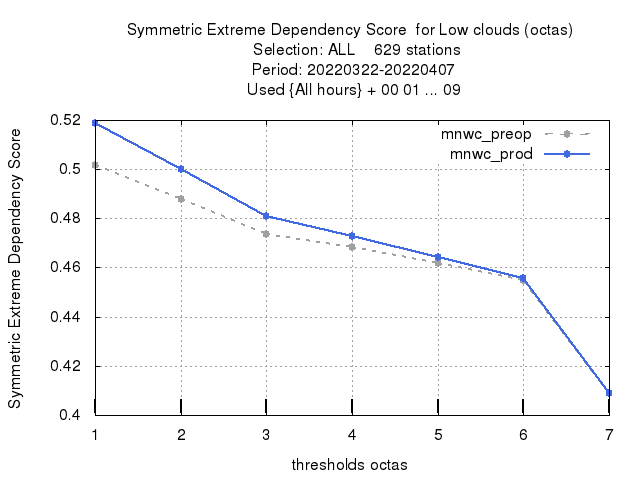 Symmetric Extreme Dependency Score  for Low clouds (octas)
Selection: ALL    629 stations
Period: 20220322-20220407
Used {All hours} + 00 01 ... 09
Symmetric Extreme Dependency Score
0.52
0.5
0.48
0.46
0.44
0.42
0.4
mnwc_preop
mnwc_prod
1 2 3 4 5 6 7
thresholds octas